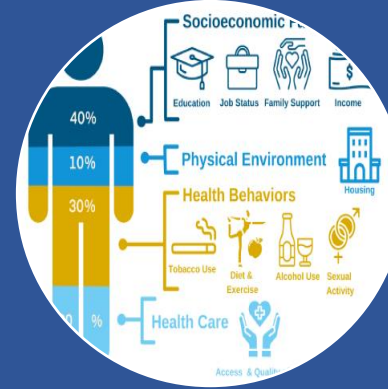 Socioeconomic
Education Job Status Family Support Income
$
40%
10%
Physical Environment
Housing
30%
Health Behaviors
Tobacco Use
Diet &
Exercise
Alcohol Use
Sexual
Activity
%
Health Care
Access & Quality